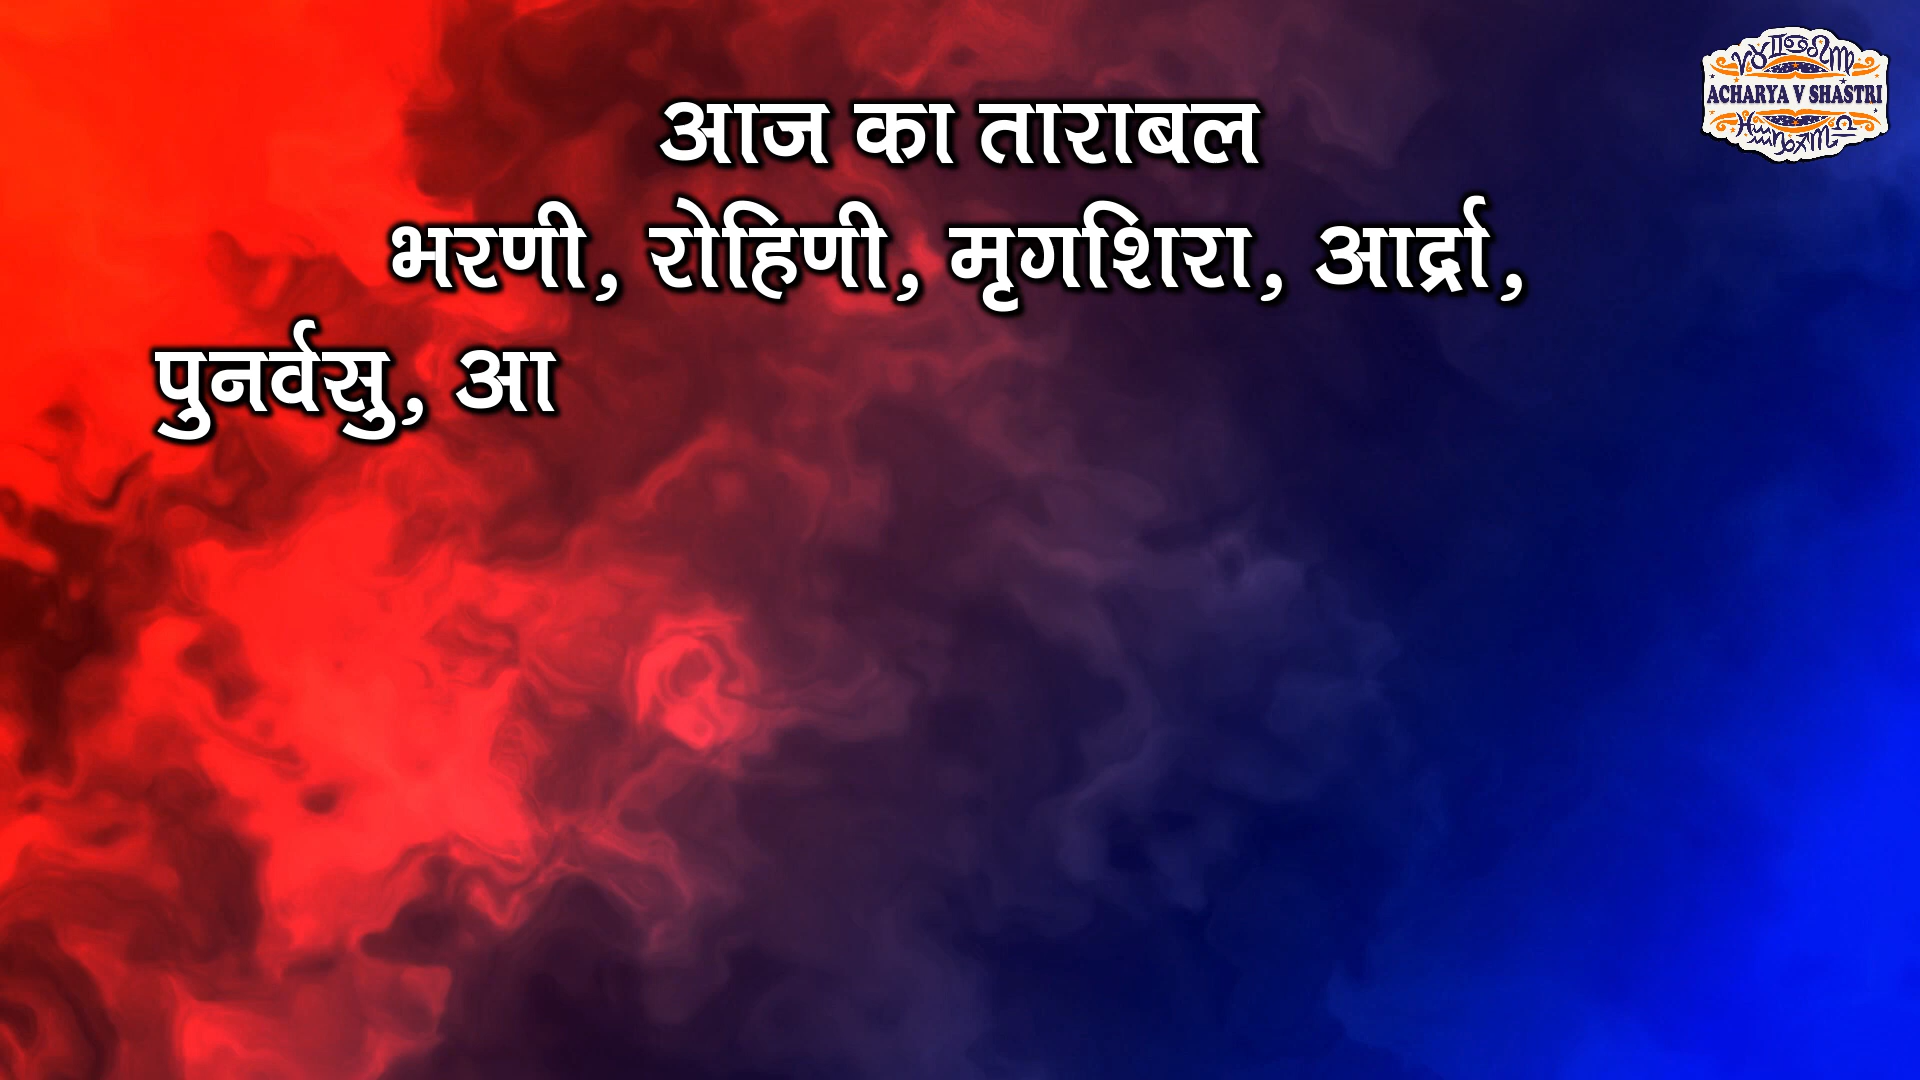 आज का ताराबल
भरणी, रोहिणी, मृगशिरा, आर्द्रा,
पुनर्वसु, आ
ACHARYA V SHASTRI